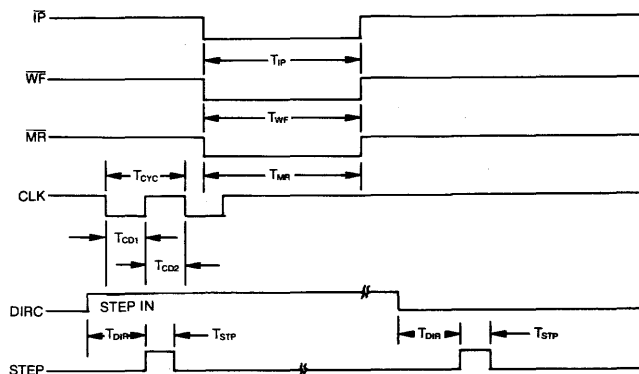 IP
TIP
WF
TWF
MR
TCYC
TMR
CLK
TCD1
TCD2
DIRC
STEP IN
TDIR
TSTP
TDIR
TSTP
STEP